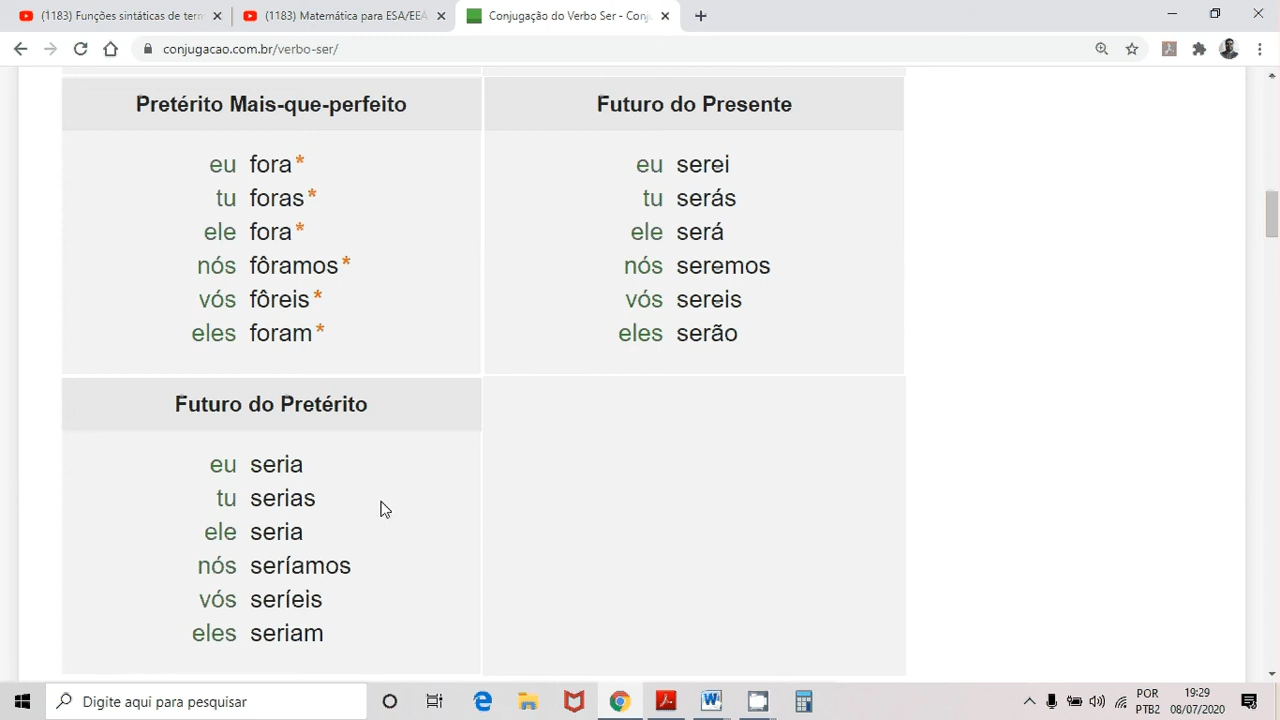 (1183) Funções sintáticas de ter
(1183) Matemática para ESA/EEA
Conjugação do Verbo Ser - Conj
conjugacao.com.br/verbo-ser/
Pretérito Mais-que-perfeito
eu fora*
tu foras*
ele fora*
nós fôramos*
vós fôreis*
eles foram*
Futuro do Presente
eu serei
tu serás
ele será
nós seremos
vós sereis
eles serão
Futuro do Pretérito
eu seria
tu serias
ele seria
nós seríamos
vós seríeis
eles seriam
Digite aqui para pesquisar
POR
PTB2
9:29
08/07/2020